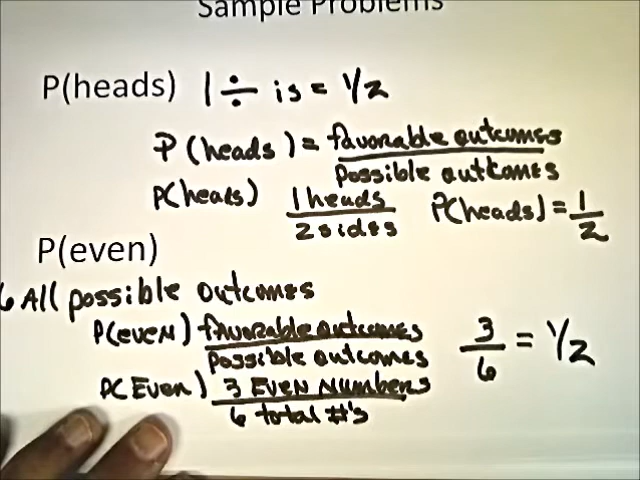 Sample Problems
P(heads) 1 ÷ is = 1/2
P(heads) = favorable outcomes
possible outcomes
P(heads) 1 heads
2 sides
P(heads) = 1
2
P(even)
6 All possible outcomes
P(even) favorable outcomes
possible outcomes
P(Even) 3 Even Numbers
6 total #'s
3
6
= 1/2